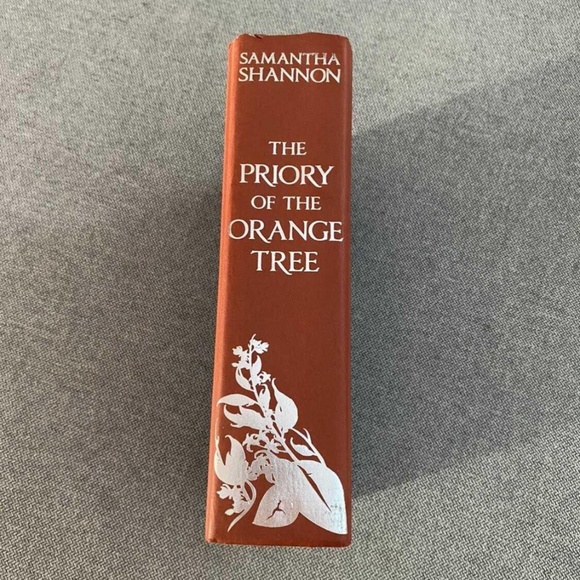 SAMANTHA
SHANNON
THE
PRIORY
OF THE
ORANGE
TREE